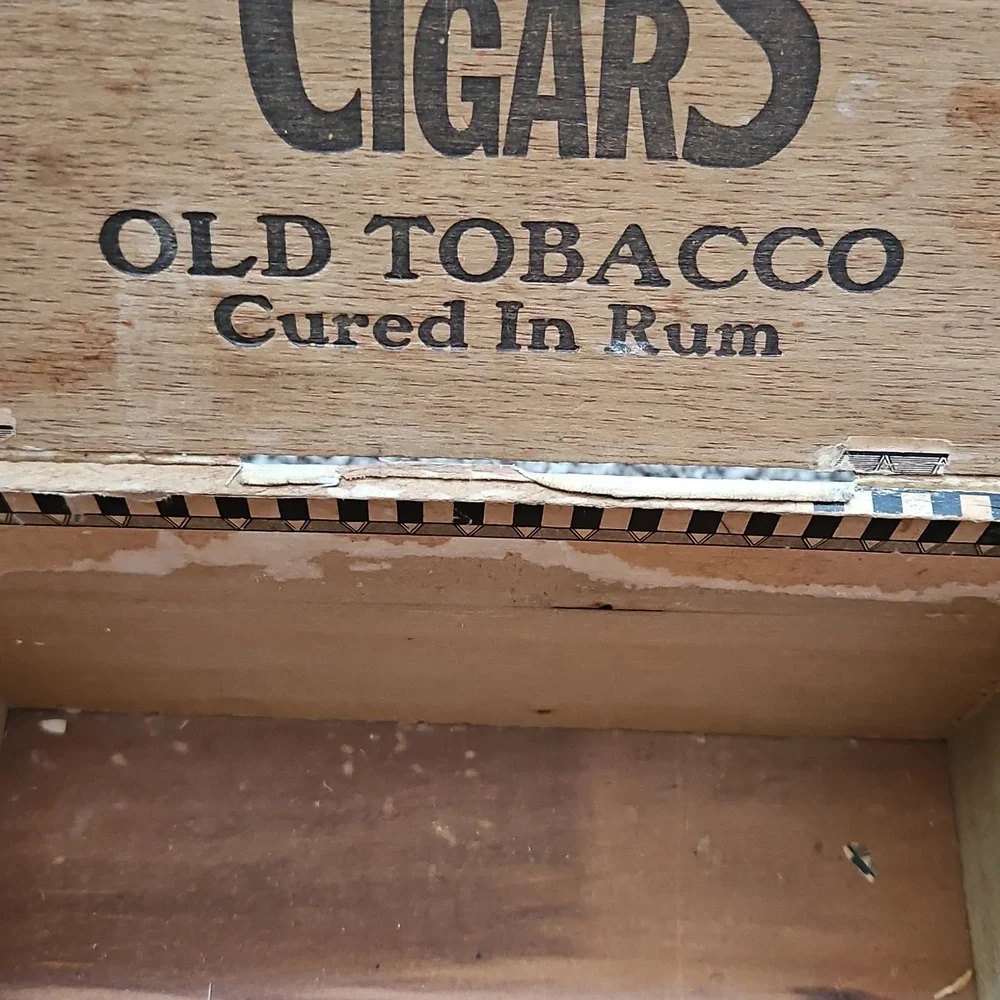 CIGARS
OLD TOBACCO
Cured In Rum